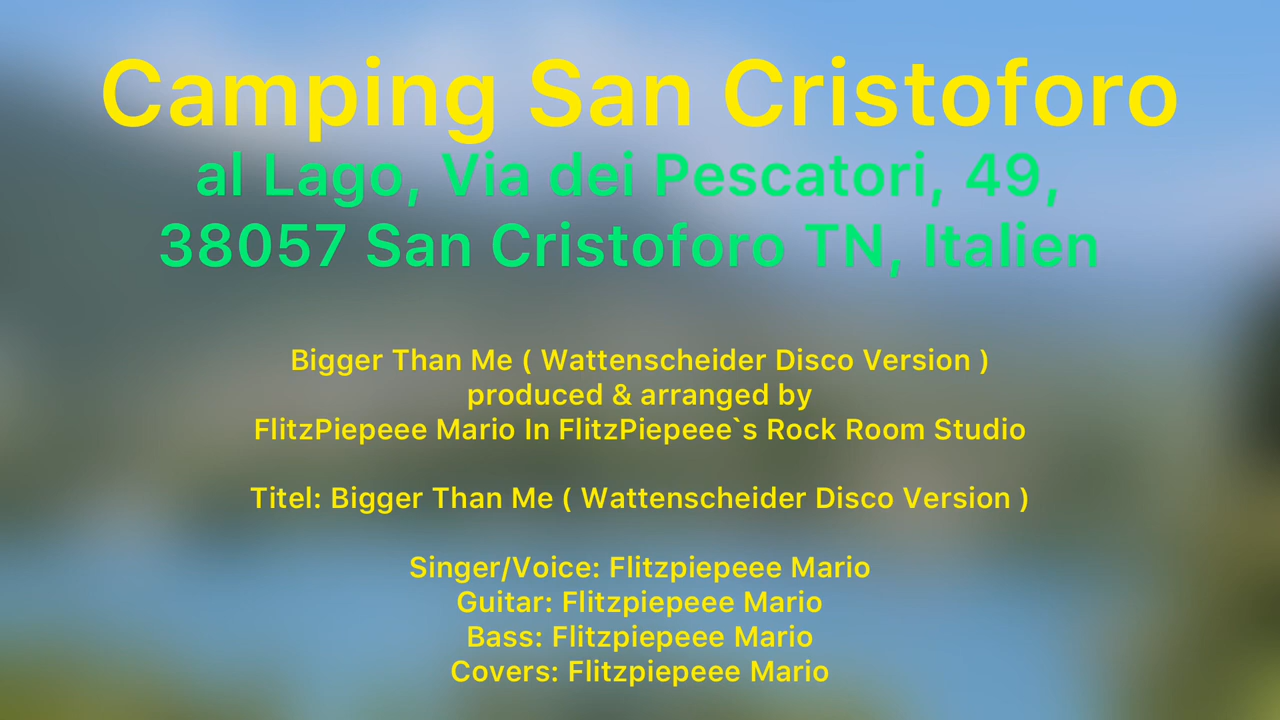 Camping San Cristoforo
al Lago, Via dei Pescatori, 49,
38057 San Cristoforo TN, Italien
Bigger Than Me ( Wattenscheider Disco Version )
produced & arranged by
FlitzPiepeee Mario In FlitzPiepeee`s Rock Room Studio
Titel: Bigger Than Me ( Wattenscheider Disco Version )
Singer/Voice: Flitzpiepeee Mario
Guitar: Flitzpiepeee Mario
Bass: Flitzpiepeee Mario
Covers: Flitzpiepeee Mario